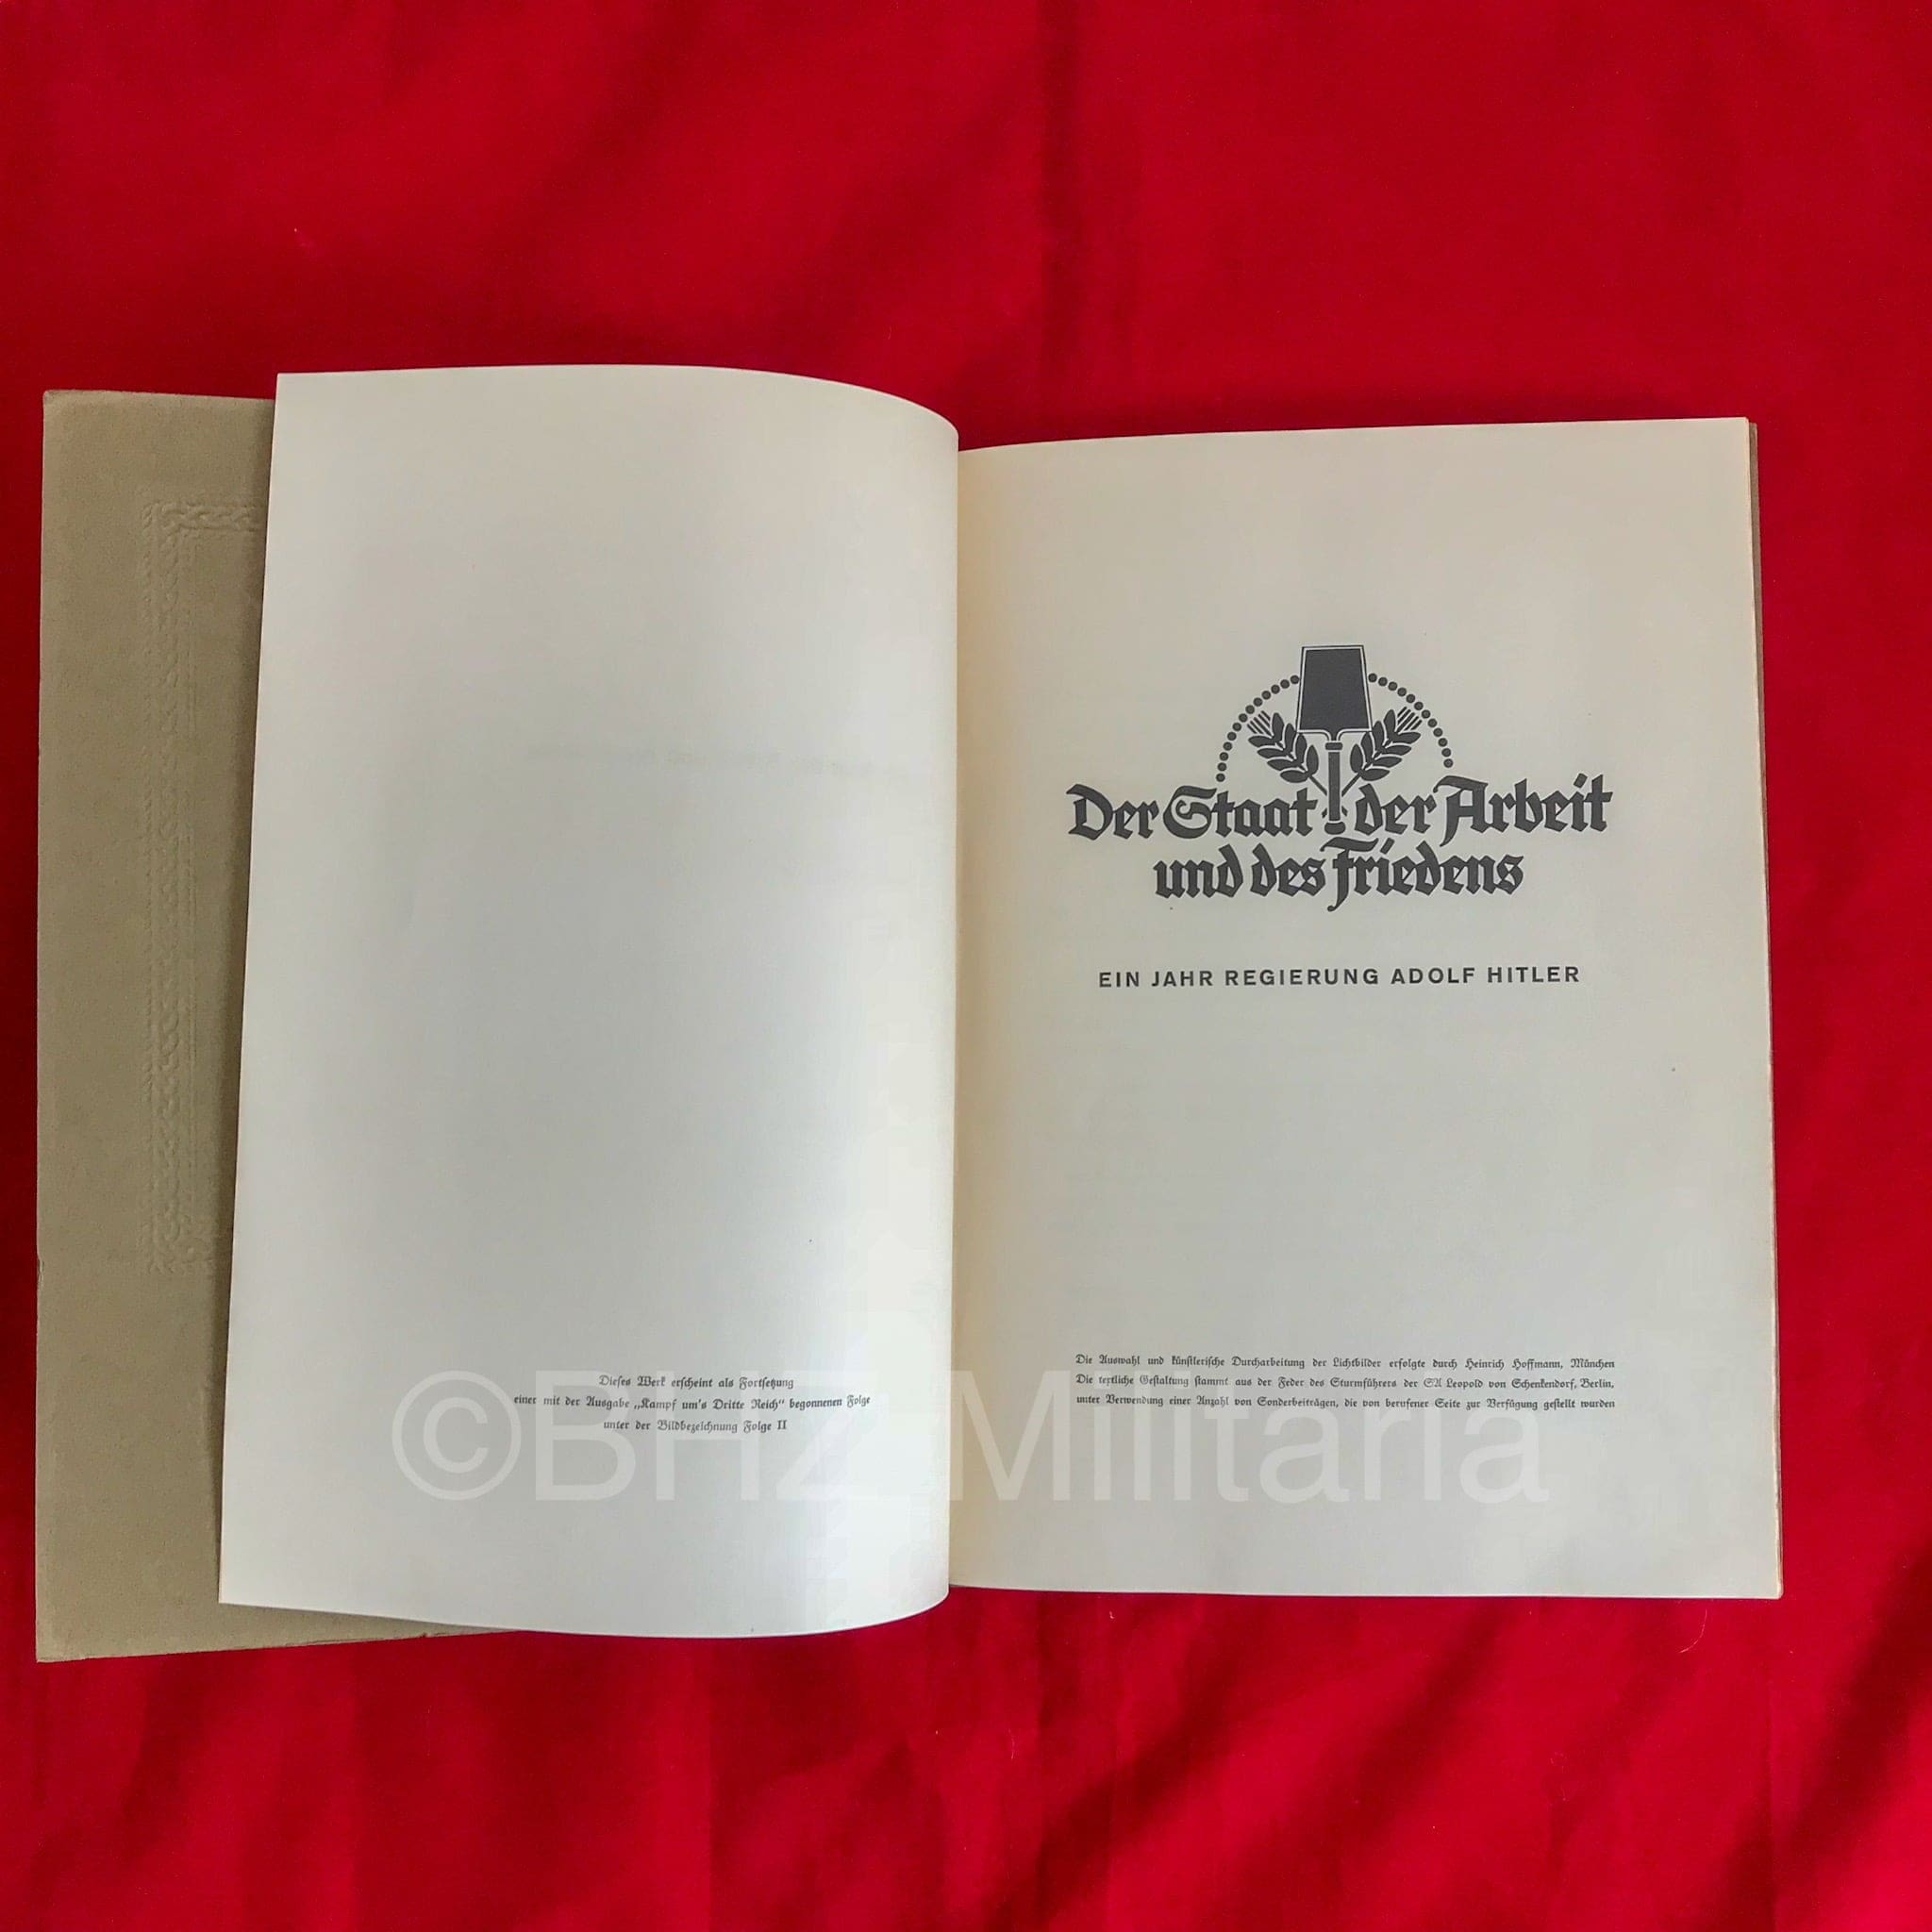 Dieses Werk erscheint als Fortsetzung
einer mit der Ausgabe „Kampf um's Dritte Reich“ begonnenen Folge
unter der Bildbezeichnung Folge II
Der Staat der Arbeit
und des Friedens
EIN JAHR REGIERUNG ADOLF HITLER
Die Auswahl und künstlerische Durcharbeitung der Lichtbilder erfolgte durch Heinrich Hoffmann, München
Die textliche Gestaltung stammt aus der Feder des Sturmführers der SA Leopold von Schenkendorf, Berlin,
unter Verwendung einer Anzahl von Sonderbeiträgen, die von berufener Seite zur Verfügung gestellt wurden
©BHZ Militaria